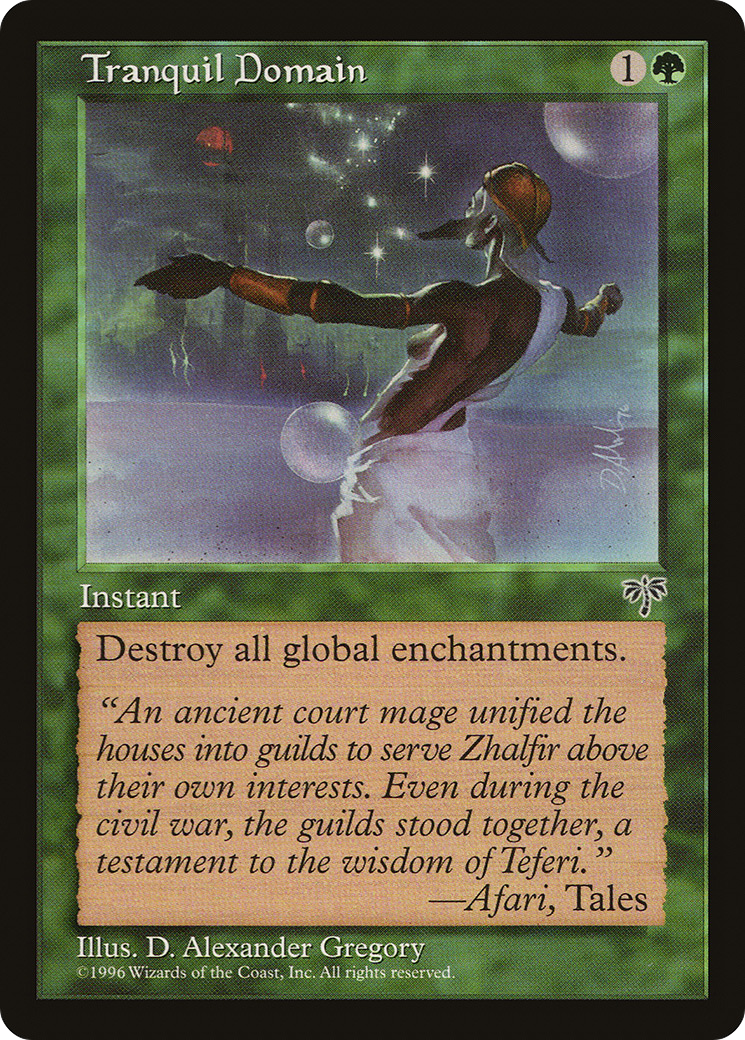 Tranquil Domain 1
Instant
Destroy all global enchantments.
“An ancient court mage unified the
houses into guilds to serve Zhalfir above
their own interests. Even during the
civil war, the guilds stood together, a
testament to the wisdom of Teferi.”
—Afari, Tales
Illus. D. Alexander Gregory
©1996 Wizards of the Coast, Inc. All rights reserved.